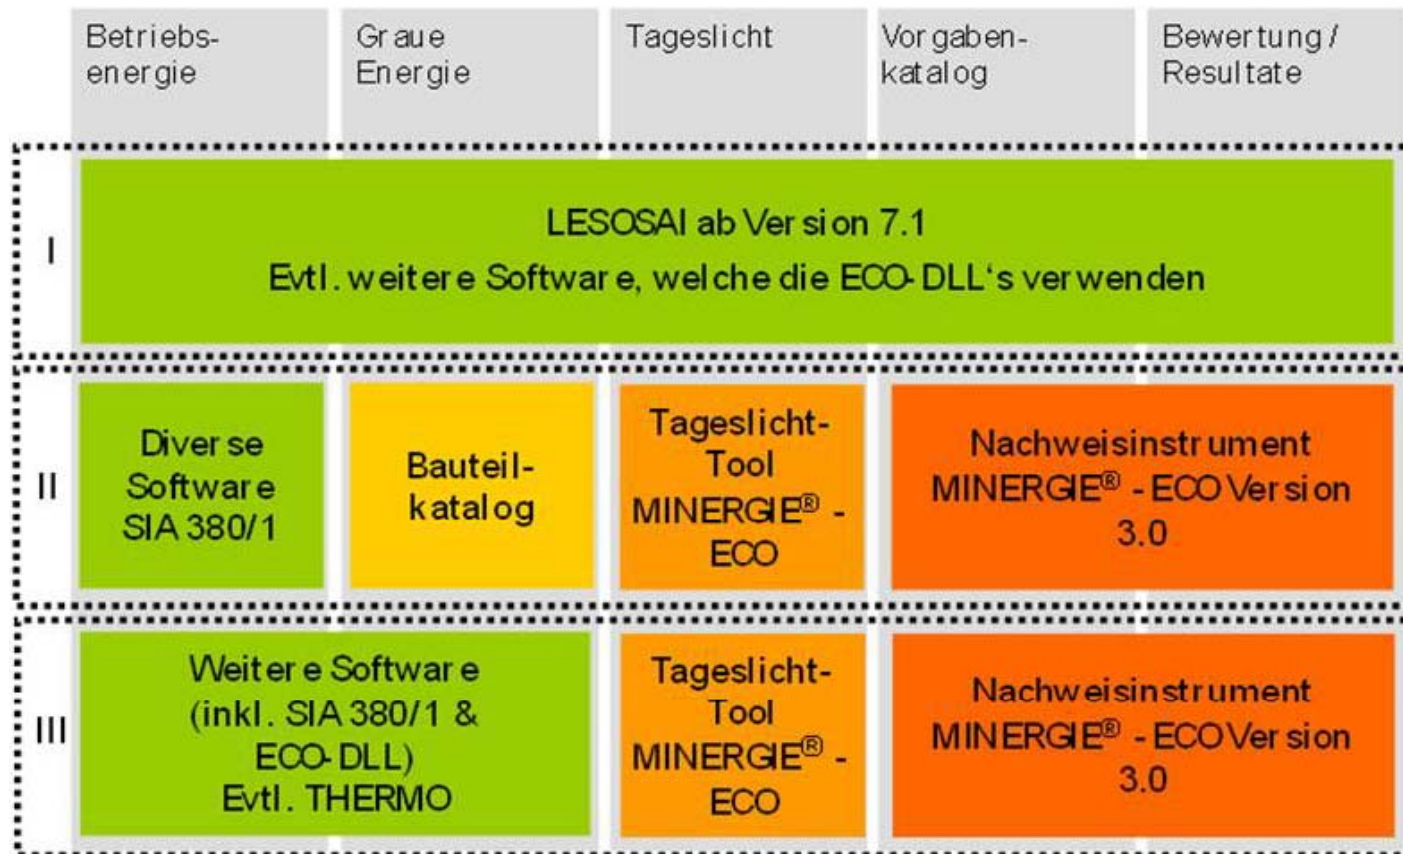 Betriebs-
energie
Graue
Energie
Tageslicht
Vorgaben-
katalog
Bewertung /
Resultate
I
LESOSAI ab Version 7.1
Evtl. weitere Software, welche die ECO-DLL's verwenden
II
Diverse
Software
SIA 380/1
Bauteil-
katalog
Tageslicht-
Tool
MINERGIE® -
ECO
Nachweisinstrument
MINERGIE® - ECO Version
3.0
III
Weitere Software
(inkl. SIA 380/1 &
ECO-DLL)
Evtl. THERMO
Tageslicht-
Tool
MINERGIE® -
ECO
Nachweisinstrument
MINERGIE® - ECO Version
3.0